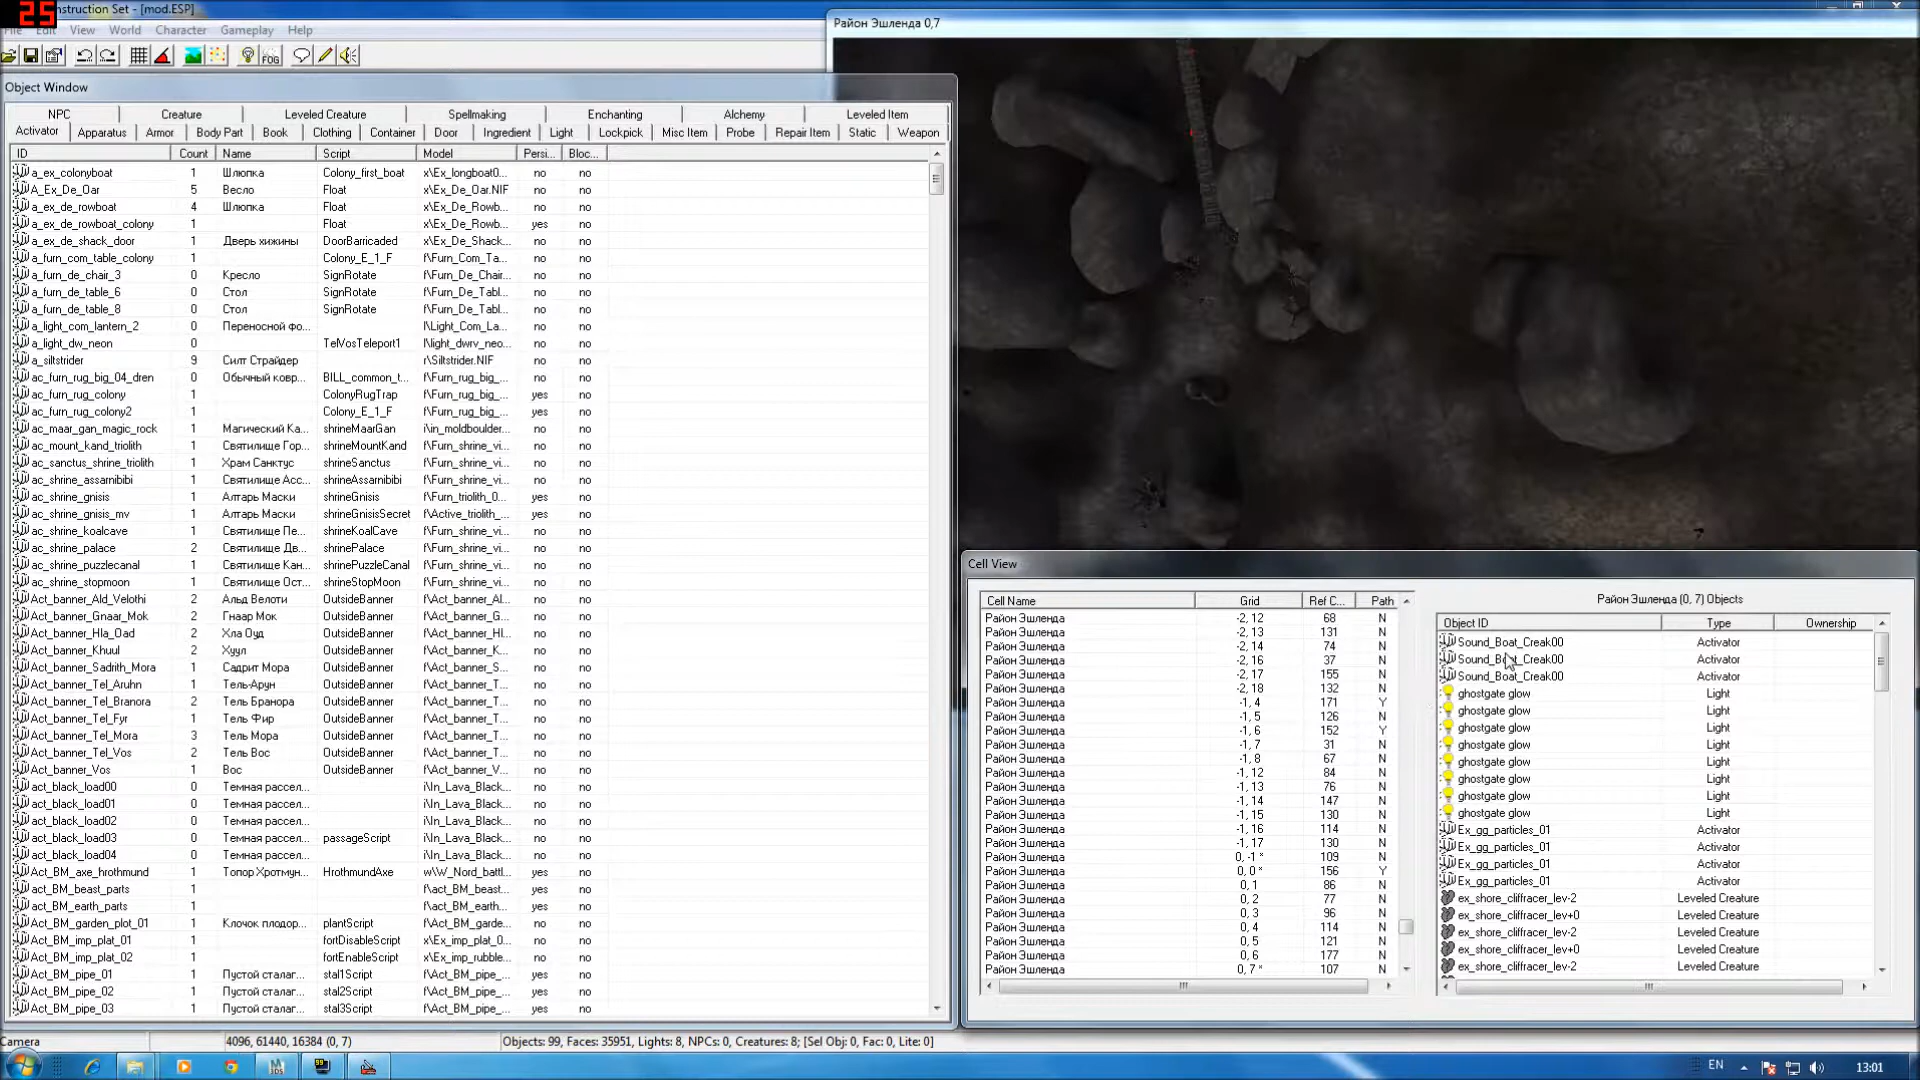 25
nstruction Set - [mod.ESP]
File Edit View World Character Gameplay Help
FOG
Район Эшленда 0,7
Object Window
NPC Creature Leveled Creature Spellmaking Enchanting Alchemy Leveled Item
Activator Apparatus Armor Body Part Book Clothing Container Door Ingredient Light Lockpick Misc Item Probe Repair Item Static Weapon
ID Count Name Script Model Persi... Bloc...
a_ex_colonyboat 1 Шлюпка Colony_first_boat x\Ex_longboat0... no no
A_Ex_De_Oar 5 Весло Float x\Ex_De_Oar.NIF no no
a_ex_de_rowboat 4 Шлюпка Float x\Ex_De_Rowb... no no
a_ex_de_rowboat_colony 1 Float x\Ex_De_Rowb... yes no
a_ex_de_shack_door 1 Дверь хижины DoorBarricaded x\Ex_De_Shack... no no
a_furn_com_table_colony 1 Colony_E_1_F f\Furn_Com_Ta... no no
a_furn_de_chair_3 0 Кресло SignRotate f\Furn_De_Chair... no no
a_furn_de_table_6 0 Стол SignRotate f\Furn_De_Tabl... no no
a_furn_de_table_8 0 Стол SignRotate f\Furn_De_Tabl... no no
a_light_com_lantern_2 0 Переносной фо... l\Light_Com_La... no no
a_light_dw_neon 0 TelVosTeleport1 l\light_dwrv_neo... no no
a_siltstrider 9 Силт Страйдер r\Siltstrider.NIF no no
ac_furn_rug_big_04_dren 0 Обычный ковр... BILL_common_t... f\Furn_rug_big_... no no
ac_furn_rug_colony 1 ColonyRugTrap f\Furn_rug_big_... yes no
ac_furn_rug_colony2 1 Colony_E_1_F f\Furn_rug_big_... yes no
ac_maar_gan_magic_rock 1 Магический Ка... shrineMaarGan i\in_moldboulder... no no
ac_mount_kand_triolith 1 Святилище Гор... shrineMountKand f\Furn_shrine_vi... no no
ac_sanctus_shrine_triolith 1 Храм Санктус shrineSanctus f\Furn_shrine_vi... no no
ac_shrine_assarnibibi 1 Святилище Асс... shrineAssarnibibi f\Furn_shrine_vi... no no
ac_shrine_gnisis 1 Алтарь Маски shrineGnisis f\Furn_triolith_0... yes no
ac_shrine_gnisis_mv 1 Алтарь Маски shrineGnisisSecret f\Active_triolith_... yes no
ac_shrine_koalcave 1 Святилище Пе... shrineKoalCave f\Furn_shrine_vi... no no
ac_shrine_palace 2 Святилище Дв... shrinePalace f\Furn_shrine_vi... no no
ac_shrine_puzzlecanal 1 Святилище Кан... shrinePuzzleCanal f\Furn_shrine_vi... no no
ac_shrine_stopmoon 1 Святилище Ост... shrineStopMoon f\Furn_shrine_vi... no no
Act_banner_Ald_Velothi 2 Альд Велоти OutsideBanner f\Act_banner_Al... no no
Act_banner_Gnaar_Mok 2 Гнаар Мок OutsideBanner f\Act_banner_G... no no
Act_banner_Hla_Oad 2 Хла Оуд OutsideBanner f\Act_banner_Hl... no no
Act_banner_Khuul 2 Хуул OutsideBanner f\Act_banner_K... no no
Act_banner_Sadrith_Mora 1 Садрит Мора OutsideBanner f\Act_banner_S... no no
Act_banner_Tel_Aruhn 1 Тель-Арун OutsideBanner f\Act_banner_T... no no
Act_banner_Tel_Branora 2 Тель Бранора OutsideBanner f\Act_banner_T... no no
Act_banner_Tel_Fyr 1 Тель Фир OutsideBanner f\Act_banner_T... no no
Act_banner_Tel_Mora 3 Тель Мора OutsideBanner f\Act_banner_T... no no
Act_banner_Tel_Vos 2 Тель Вос OutsideBanner f\Act_banner_T... no no
Act_banner_Vos 1 Вос OutsideBanner f\Act_banner_V... no no
act_black_load00 0 Темная рассел... i\In_Lava_Black... no no
act_black_load01 0 Темная рассел... i\In_Lava_Black... no no
act_black_load02 0 Темная рассел... i\In_Lava_Black... no no
act_black_load03 0 Темная рассел... passageScript i\In_Lava_Black... no no
act_black_load04 0 Темная рассел... i\In_Lava_Black... no no
Act_BM_axe_hrothmund 1 Топор Хротмун... HrothmundAxe w\W_Nord_battl... yes no
act_BM_beast_parts 1 f\act_BM_beast... yes no
act_BM_earth_parts 1 f\act_BM_earth... yes no
Act_BM_garden_plot_01 1 Клочок плодор... plantScript f\Act_BM_garde... no no
Act_BM_imp_plat_01 1 fortDisableScript x\Ex_imp_plat_0... no no
Act_BM_imp_plat_02 1 fortEnableScript x\Ex_imp_rubble... no no
Act_BM_pipe_01 1 Пустой сталаг... stal1Script f\Act_BM_pipe_... yes no
Act_BM_pipe_02 1 Пустой сталаг... stal2Script f\Act_BM_pipe_... yes no
Act_BM_pipe_03 1 Пустой сталаг... stal3Script f\Act_BM_pipe_... yes no
Cell View
Cell Name Grid Ref C... Path
Район Эшленда -2, 12 68 N
Район Эшленда -2, 13 131 N
Район Эшленда -2, 14 74 N
Район Эшленда -2, 16 37 N
Район Эшленда -2, 17 155 N
Район Эшленда -2, 18 132 N
Район Эшленда -1, 4 171 Y
Район Эшленда -1, 5 126 N
Район Эшленда -1, 6 152 Y
Район Эшленда -1, 7 31 N
Район Эшленда -1, 8 67 N
Район Эшленда -1, 12 84 N
Район Эшленда -1, 13 76 N
Район Эшленда -1, 14 147 N
Район Эшленда -1, 15 130 N
Район Эшленда -1, 16 114 N
Район Эшленда -1, 17 130 N
Район Эшленда 0, -1 * 109 N
Район Эшленда 0, 0 * 156 Y
Район Эшленда 0, 1 86 N
Район Эшленда 0, 2 77 N
Район Эшленда 0, 3 96 N
Район Эшленда 0, 4 114 N
Район Эшленда 0, 5 121 N
Район Эшленда 0, 6 177 N
Район Эшленда 0, 7 * 107 N
Район Эшленда (0, 7) Objects
Object ID Type Ownership
Sound_Boat_Creak00 Activator
Sound_Boat_Creak00 Activator
Sound_Boat_Creak00 Activator
ghostgate glow Light
ghostgate glow Light
ghostgate glow Light
ghostgate glow Light
ghostgate glow Light
ghostgate glow Light
ghostgate glow Light
ghostgate glow Light
Ex_gg_particles_01 Activator
Ex_gg_particles_01 Activator
Ex_gg_particles_01 Activator
Ex_gg_particles_01 Activator
ex_shore_cliffracer_lev-2 Leveled Creature
ex_shore_cliffracer_lev+0 Leveled Creature
ex_shore_cliffracer_lev-2 Leveled Creature
ex_shore_cliffracer_lev+0 Leveled Creature
ex_shore_cliffracer_lev-2 Leveled Creature
Camera 4096, 61440, 16384 (0, 7) Objects: 99, Faces: 35951, Lights: 8, NPCs: 0, Creatures: 8; [Sel Obj: 0, Fac: 0, Lite: 0]
EN 13:01